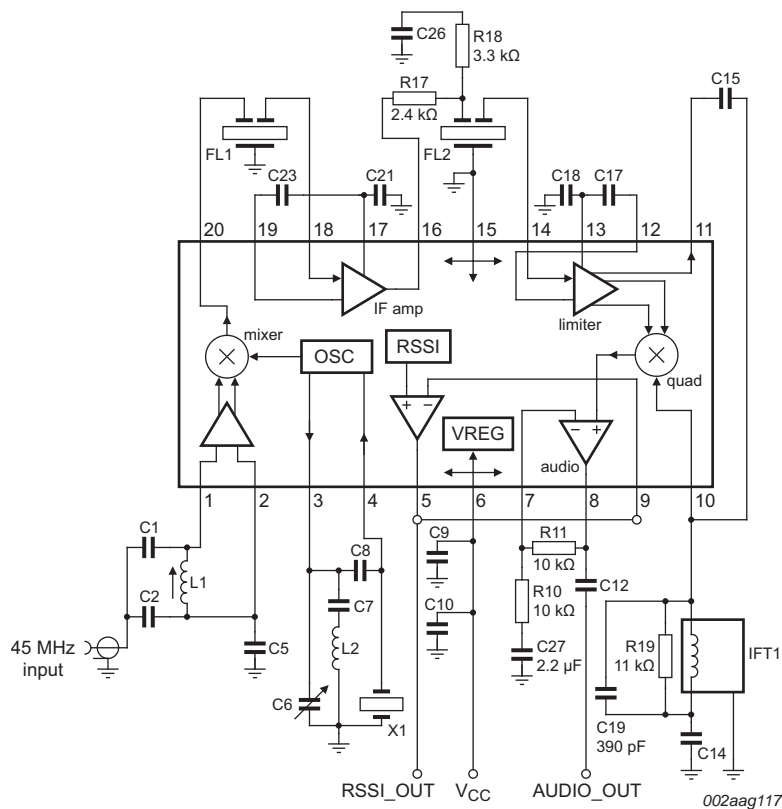 C26
R18
3.3 kΩ
C15
R17
2.4 kΩ
FL1
FL2
C23
C21
C18
C17
20
19
18
17
16
15
14
13
12
11
IF amp
limiter
mixer
OSC
RSSI
quad
+
−
VREG
−
+
audio
1
2
3
4
5
6
7
8
9
10
C1
L1
C2
C5
45 MHz
input
C8
C7
L2
C6
X1
C9
C10
R11
10 kΩ
R10
10 kΩ
C12
C27
2.2 μF
R19
11 kΩ
IFT1
C19
390 pF
C14
RSSI_OUT
VCC
AUDIO_OUT
002aag117